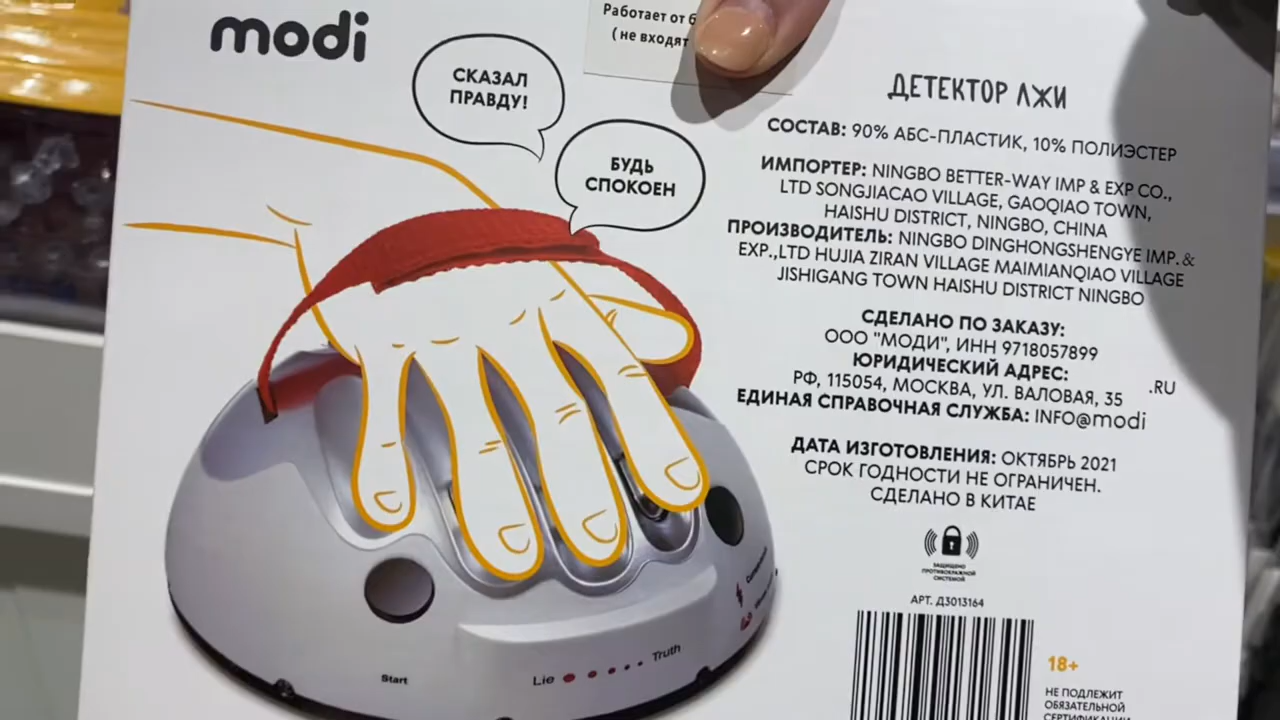 modi
СКАЗАЛ
ПРАВДУ!
БУДЬ
СПОКОЕН
Работает от
( не входят
ДЕТЕКТОР ЛЖИ
СОСТАВ: 90% АБС-ПЛАСТИК, 10% ПОЛИЭСТЕР
ИМПОРТЕР: NINGBO BETTER-WAY IMP & EXP CO.,
LTD SONGJIACAO VILLAGE, GAOQIAO TOWN,
HAISHU DISTRICT, NINGBO, CHINA
ПРОИЗВОДИТЕЛЬ: NINGBO DINGHONGSHENGYE IMP. &
EXP.,LTD HUJIA ZIRAN VILLAGE MAIMIANQIAO VILLAGE
JISHIGANG TOWN HAISHU DISTRICT NINGBO
СДЕЛАНО ПО ЗАКАЗУ:
ООО "МОДИ", ИНН 9718057899
ЮРИДИЧЕСКИЙ АДРЕС:
РФ, 115054, МОСКВА, УЛ. ВАЛОВАЯ, 35
.RU
ЕДИНАЯ СПРАВОЧНАЯ СЛУЖБА: INFO@modi
ДАТА ИЗГОТОВЛЕНИЯ: ОКТЯБРЬ 2021
СРОК ГОДНОСТИ НЕ ОГРАНИЧЕН.
СДЕЛАНО В КИТАЕ
ЗАЩИЩЕНО
ПРОТИВОКРАЖНОЙ
СИСТЕМОЙ
АРТ. Д3013164
18+
НЕ ПОДЛЕЖИТ
ОБЯЗАТЕЛЬНОЙ
СЕРТИФИКАЦИИ
Start
Lie
Truth